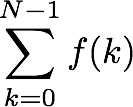 N−1
∑ f(k)
k=0